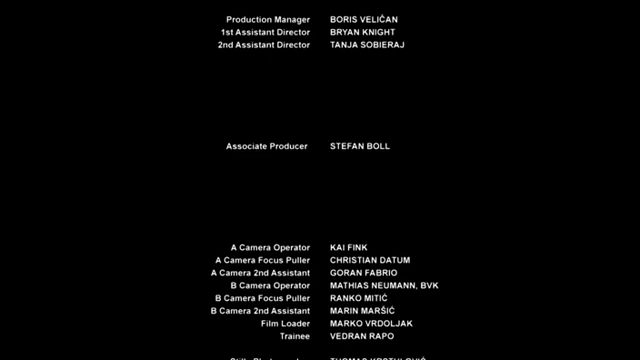 Production Manager BORIS VELIČAN
1st Assistant Director BRYAN KNIGHT
2nd Assistant Director TANJA SOBIERAJ
Associate Producer STEFAN BOLL
A Camera Operator KAI FINK
A Camera Focus Puller CHRISTIAN DATUM
A Camera 2nd Assistant GORAN FABRIO
B Camera Operator MATHIAS NEUMANN, BVK
B Camera Focus Puller RANKO MITIĆ
B Camera 2nd Assistant MARIN MARŠIĆ
Film Loader MARKO VRDOLJAK
Trainee VEDRAN RAPO